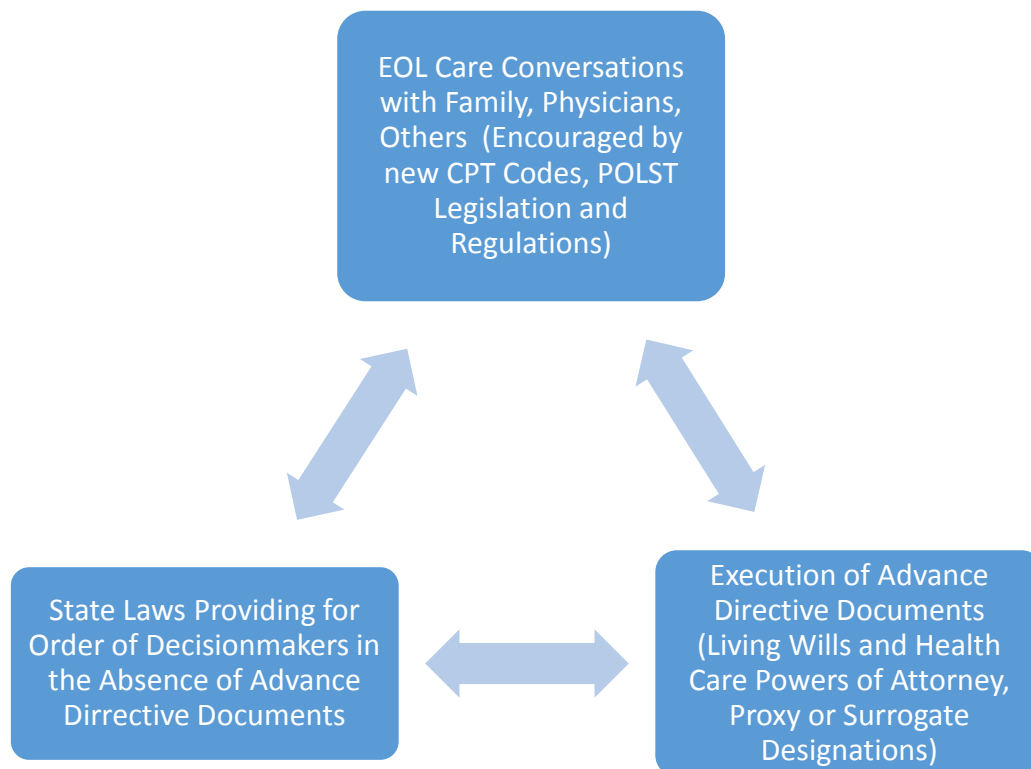 EOL Care Conversations
with Family, Physicians,
Others (Encouraged by
new CPT Codes, POLST
Legislation and
Regulations)
State Laws Providing for
Order of Decisionmakers in
the Absence of Advance
Dirrective Documents
Execution of Advance
Directive Documents
(Living Wills and Health
Care Powers of Attorney,
Proxy or Surrogate
Designations)